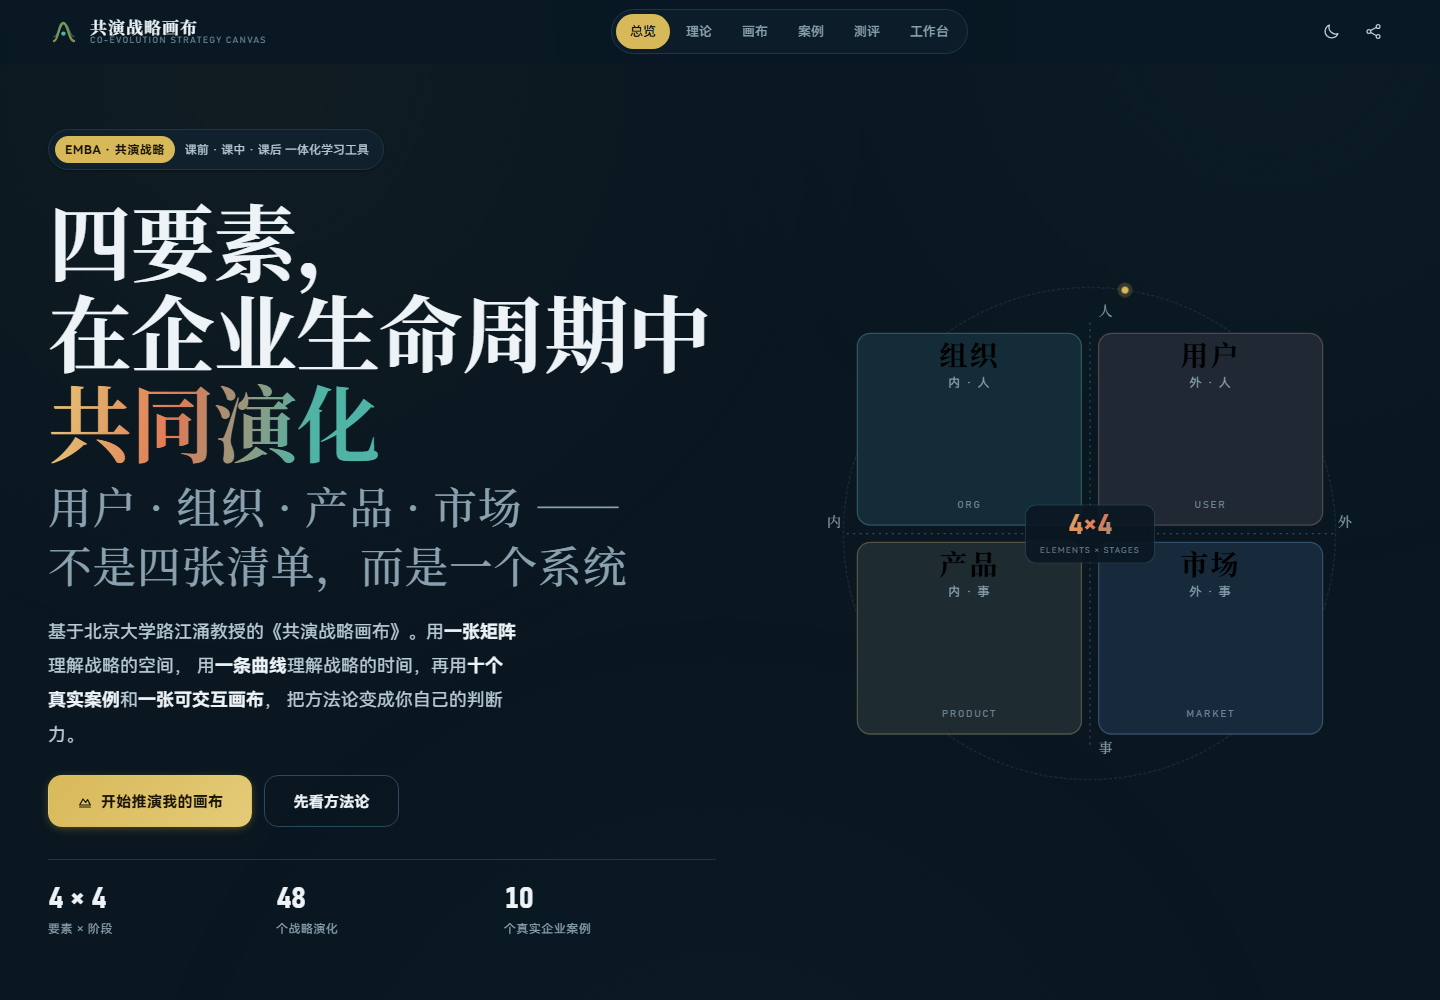 共演战略画布
CO-EVOLUTION STRATEGY CANVAS
总览
理论
画布
案例
测评
工作台
EMBA · 共演战略
课前 · 课中 · 课后 一体化学习工具
四要素，
在企业生命周期中
共同演化
用户 · 组织 · 产品 · 市场 ——
不是四张清单，而是一个系统
基于北京大学路江涌教授的《共演战略画布》。用一张矩阵
理解战略的空间， 用一条曲线理解战略的时间，再用十个
真实案例和一张可交互画布， 把方法论变成你自己的判断
力。
开始推演我的画布
先看方法论
4 × 4
要素 × 阶段
48
个战略演化
10
个真实企业案例
人
组织
内 · 人
ORG
用户
外 · 人
USER
内
外
4×4
ELEMENTS × STAGES
产品
内 · 事
PRODUCT
市场
外 · 事
MARKET
事